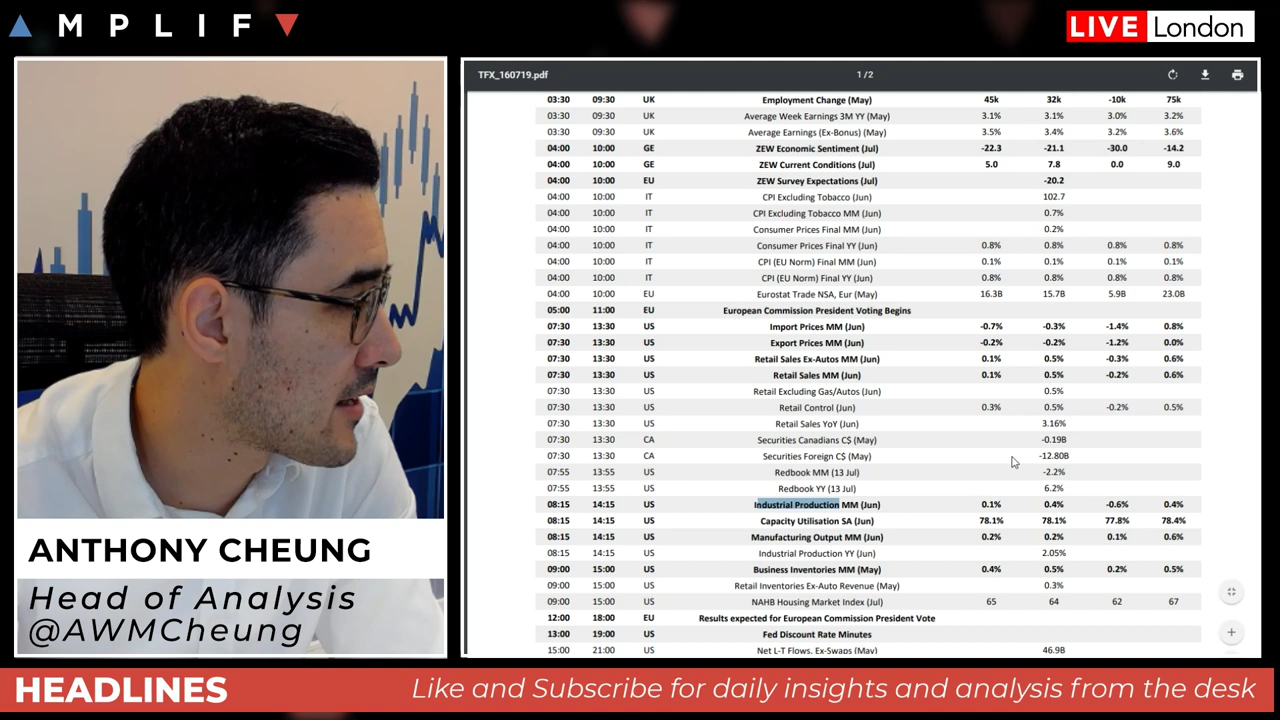 AMPLIFY
LIVE London
TFX_160719.pdf 1 / 2
03:30 09:30 UK Employment Change (May) 45k 32k -10k 75k
03:30 09:30 UK Average Week Earnings 3M YY (May) 3.1% 3.1% 3.0% 3.2%
03:30 09:30 UK Average Earnings (Ex-Bonus) (May) 3.5% 3.4% 3.2% 3.6%
04:00 10:00 GE ZEW Economic Sentiment (Jul) -22.3 -21.1 -30.0 -14.2
04:00 10:00 GE ZEW Current Conditions (Jul) 5.0 7.8 0.0 9.0
04:00 10:00 EU ZEW Survey Expectations (Jul) -20.2
04:00 10:00 IT CPI Excluding Tobacco (Jun) 102.7
04:00 10:00 IT CPI Excluding Tobacco MM (Jun) 0.7%
04:00 10:00 IT Consumer Prices Final MM (Jun) 0.2%
04:00 10:00 IT Consumer Prices Final YY (Jun) 0.8% 0.8% 0.8% 0.8%
04:00 10:00 IT CPI (EU Norm) Final MM (Jun) 0.1% 0.1% 0.1% 0.1%
04:00 10:00 IT CPI (EU Norm) Final YY (Jun) 0.8% 0.8% 0.8% 0.8%
04:00 10:00 EU Eurostat Trade NSA, Eur (May) 16.3B 15.7B 5.9B 23.0B
05:00 11:00 EU European Commission President Voting Begins
07:30 13:30 US Import Prices MM (Jun) -0.7% -0.3% -1.4% 0.8%
07:30 13:30 US Export Prices MM (Jun) -0.2% -0.2% -1.2% 0.0%
07:30 13:30 US Retail Sales Ex-Autos MM (Jun) 0.1% 0.5% -0.3% 0.6%
07:30 13:30 US Retail Sales MM (Jun) 0.1% 0.5% -0.2% 0.6%
07:30 13:30 US Retail Excluding Gas/Autos (Jun) 0.5%
07:30 13:30 US Retail Control (Jun) 0.3% 0.5% -0.2% 0.5%
07:30 13:30 US Retail Sales YoY (Jun) 3.16%
07:30 13:30 CA Securities Canadians C$ (May) -0.19B
07:30 13:30 CA Securities Foreign C$ (May) -12.80B
07:55 13:55 US Redbook MM (13 Jul) -2.2%
07:55 13:55 US Redbook YY (13 Jul) 6.2%
08:15 14:15 US Industrial Production MM (Jun) 0.1% 0.4% -0.6% 0.4%
08:15 14:15 US Capacity Utilisation SA (Jun) 78.1% 78.1% 77.8% 78.4%
08:15 14:15 US Manufacturing Output MM (Jun) 0.2% 0.2% 0.1% 0.6%
08:15 14:15 US Industrial Production YY (Jun) 2.05%
09:00 15:00 US Business Inventories MM (May) 0.4% 0.5% 0.2% 0.5%
09:00 15:00 US Retail Inventories Ex-Auto Revenue (May) 0.3%
09:00 15:00 US NAHB Housing Market Index (Jul) 65 64 62 67
12:00 18:00 EU Results expected for European Commission President Vote
13:00 19:00 US Fed Discount Rate Minutes
15:00 21:00 US Net L-T Flows, Ex-Swaps (May) 46.9B
ANTHONY CHEUNG
Head of Analysis
@AWMCheung
HEADLINES Like and Subscribe for daily insights and analysis from the desk